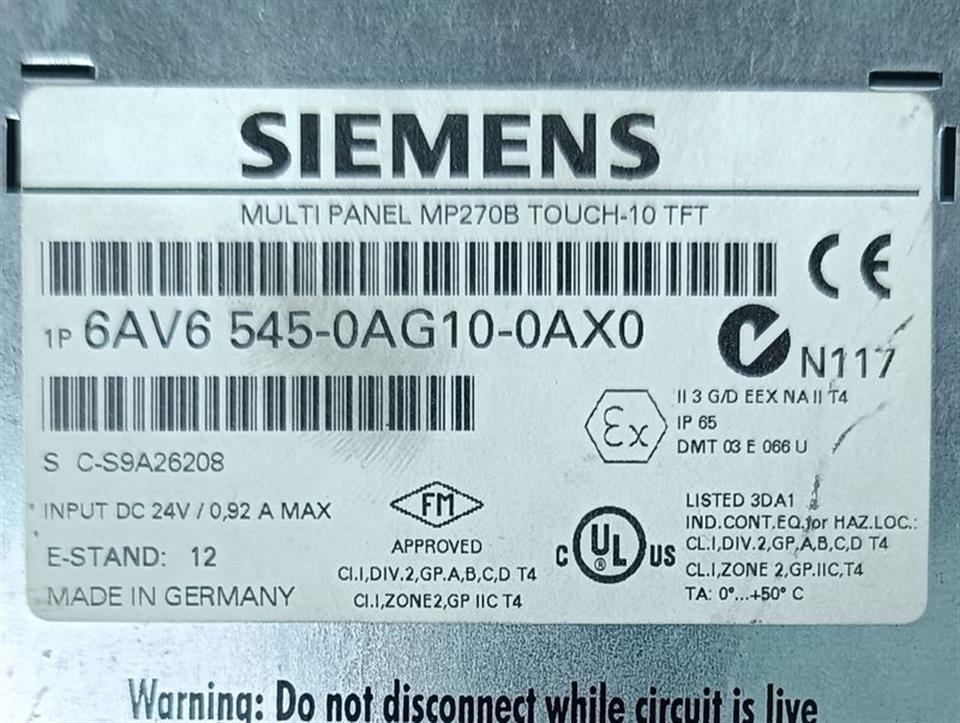 SIEMENS
MULTI PANEL MP270B TOUCH-10 TFT
CE
1P 6AV6 545-0AG10-0AX0
N117
Ex
II 3 G/D EEX NA II T4
IP 65
DMT 03 E 066 U
S C-S9A26208
INPUT DC 24V / 0,92 A MAX
E-STAND: 12
MADE IN GERMANY
FM
APPROVED
CI.I,DIV.2,GP.A,B,C,D T4
CI.I,ZONE2,GP IIC T4
C UL US
LISTED 3DA1
IND.CONT.EQ.for HAZ.LOC.:
CL.I,DIV.2,GP,A,B,C,D T4
CL.I,ZONE 2,GP.IIC,T4
TA: 0°...+50° C
Warning: Do not disconnect while circuit is live